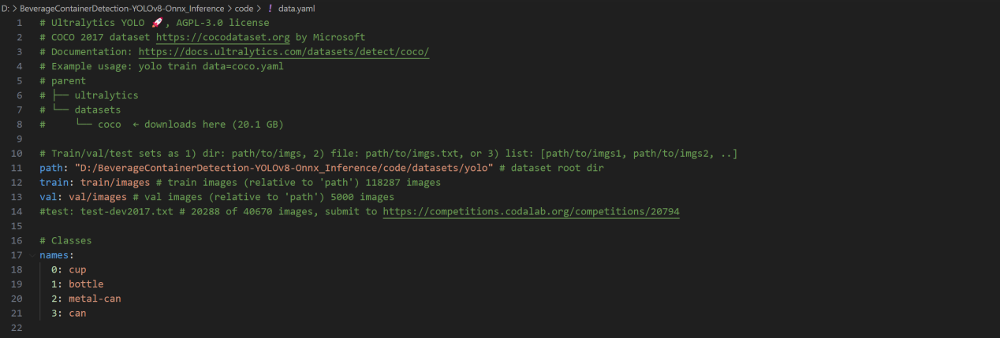 D: > BeverageContainerDetection-YOLOv8-Onnx_Inference > code > ! data.yaml
1 # Ultralytics YOLO 🚀, AGPL-3.0 license
2 # COCO 2017 dataset https://cocodataset.org by Microsoft
3 # Documentation: https://docs.ultralytics.com/datasets/detect/coco/
4 # Example usage: yolo train data=coco.yaml
5 # parent
6 # ├── ultralytics
7 # └── datasets
8 #     └── coco  ← downloads here (20.1 GB)
9
10 # Train/val/test sets as 1) dir: path/to/imgs, 2) file: path/to/imgs.txt, or 3) list: [path/to/imgs1, path/to/imgs2, ..]
11 path: "D:/BeverageContainerDetection-YOLOv8-Onnx_Inference/code/datasets/yolo" # dataset root dir
12 train: train/images # train images (relative to 'path') 118287 images
13 val: val/images # val images (relative to 'path') 5000 images
14 #test: test-dev2017.txt # 20288 of 40670 images, submit to https://competitions.codalab.org/competitions/20794
15
16 # Classes
17 names:
18   0: cup
19   1: bottle
20   2: metal-can
21   3: can
22